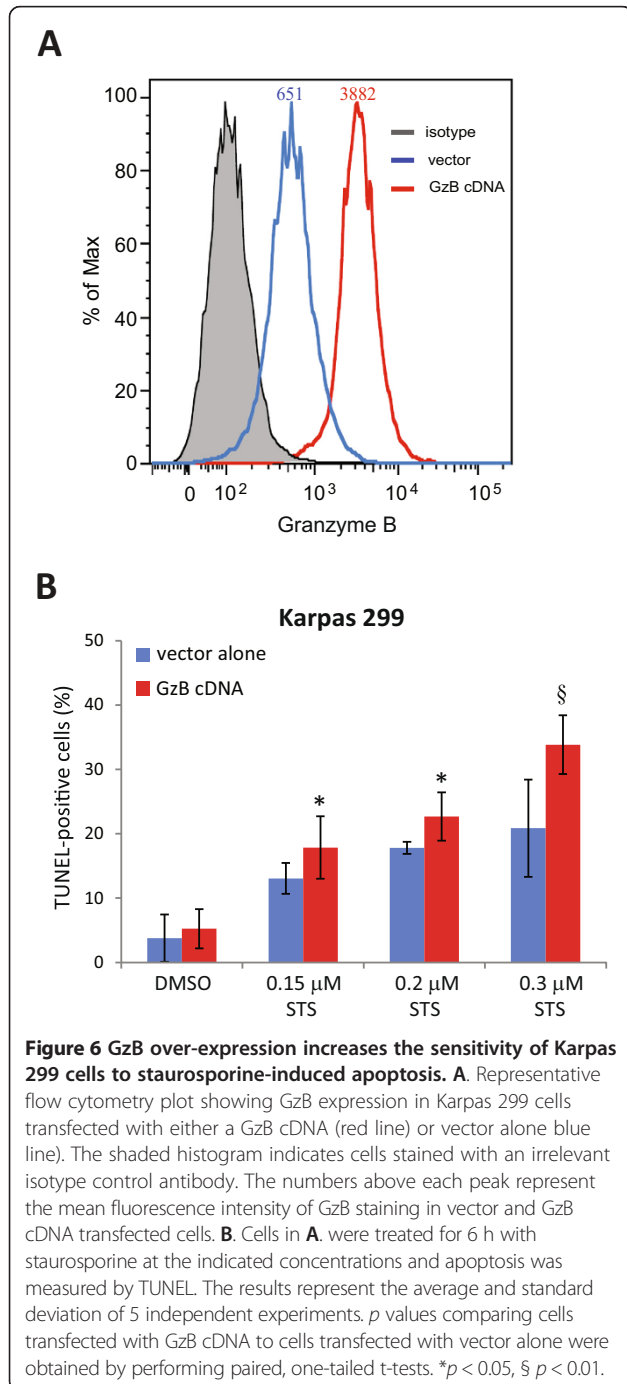 A
100
80
60
40
20
0
% of Max
651
3882
isotype
vector
GzB cDNA
0 10² 10³ 10⁴ 10⁵
Granzyme B
B
Karpas 299
50
40
30
20
10
0
TUNEL-positive cells (%)
vector alone
GzB cDNA
* * §
DMSO 0.15 μM STS 0.2 μM STS 0.3 μM STS
Figure 6 GzB over-expression increases the sensitivity of Karpas
299 cells to staurosporine-induced apoptosis. A. Representative
flow cytometry plot showing GzB expression in Karpas 299 cells
transfected with either a GzB cDNA (red line) or vector alone blue
line). The shaded histogram indicates cells stained with an irrelevant
isotype control antibody. The numbers above each peak represent
the mean fluorescence intensity of GzB staining in vector and GzB
cDNA transfected cells. B. Cells in A. were treated for 6 h with
staurosporine at the indicated concentrations and apoptosis was
measured by TUNEL. The results represent the average and standard
deviation of 5 independent experiments. p values comparing cells
transfected with GzB cDNA to cells transfected with vector alone were
obtained by performing paired, one-tailed t-tests. *p < 0.05, § p < 0.01.